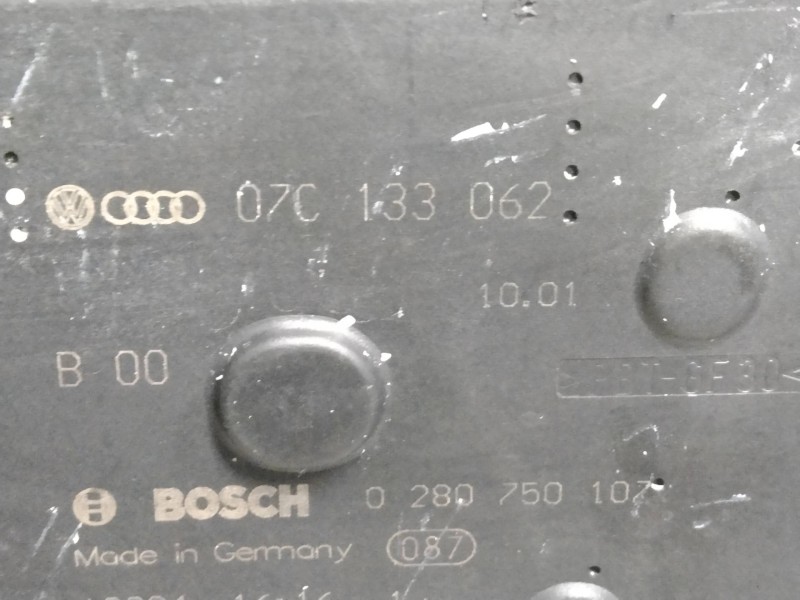 07C 133 062
10.01
B 00
BOSCH 0 280 750 107
Made in Germany 087